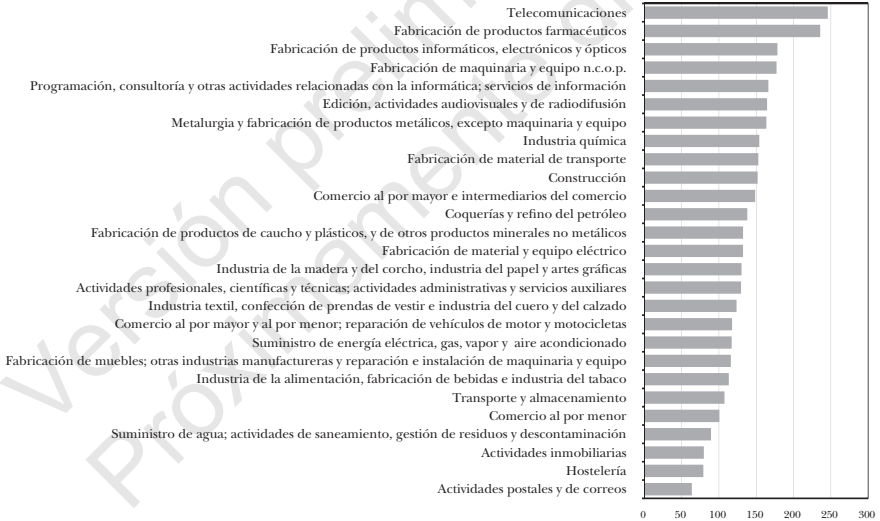 Telecomunicaciones
Fabricación de productos farmacéuticos
Fabricación de productos informáticos, electrónicos y ópticos
Fabricación de maquinaria y equipo n.c.o.p.
Programación, consultoría y otras actividades relacionadas con la informática; servicios de información
Edición, actividades audiovisuales y de radiodifusión
Metalurgia y fabricación de productos metálicos, excepto maquinaria y equipo
Industria química
Fabricación de material de transporte
Construcción
Comercio al por mayor e intermediarios del comercio
Coquerías y refino del petróleo
Fabricación de productos de caucho y plásticos, y de otros productos minerales no metálicos
Fabricación de material y equipo eléctrico
Industria de la madera y del corcho, industria del papel y artes gráficas
Actividades profesionales, científicas y técnicas; actividades administrativas y servicios auxiliares
Industria textil, confección de prendas de vestir e industria del cuero y del calzado
Comercio al por mayor y al por menor; reparación de vehículos de motor y motocicletas
Suministro de energía eléctrica, gas, vapor y aire acondicionado
Fabricación de muebles; otras industrias manufactureras y reparación e instalación de maquinaria y equipo
Industria de la alimentación, fabricación de bebidas e industria del tabaco
Transporte y almacenamiento
Comercio al por menor
Suministro de agua; actividades de saneamiento, gestión de residuos y descontaminación
Actividades inmobiliarias
Hostelería
Actividades postales y de correos
0 50 100 150 200 250 300
Versión
Próximamente